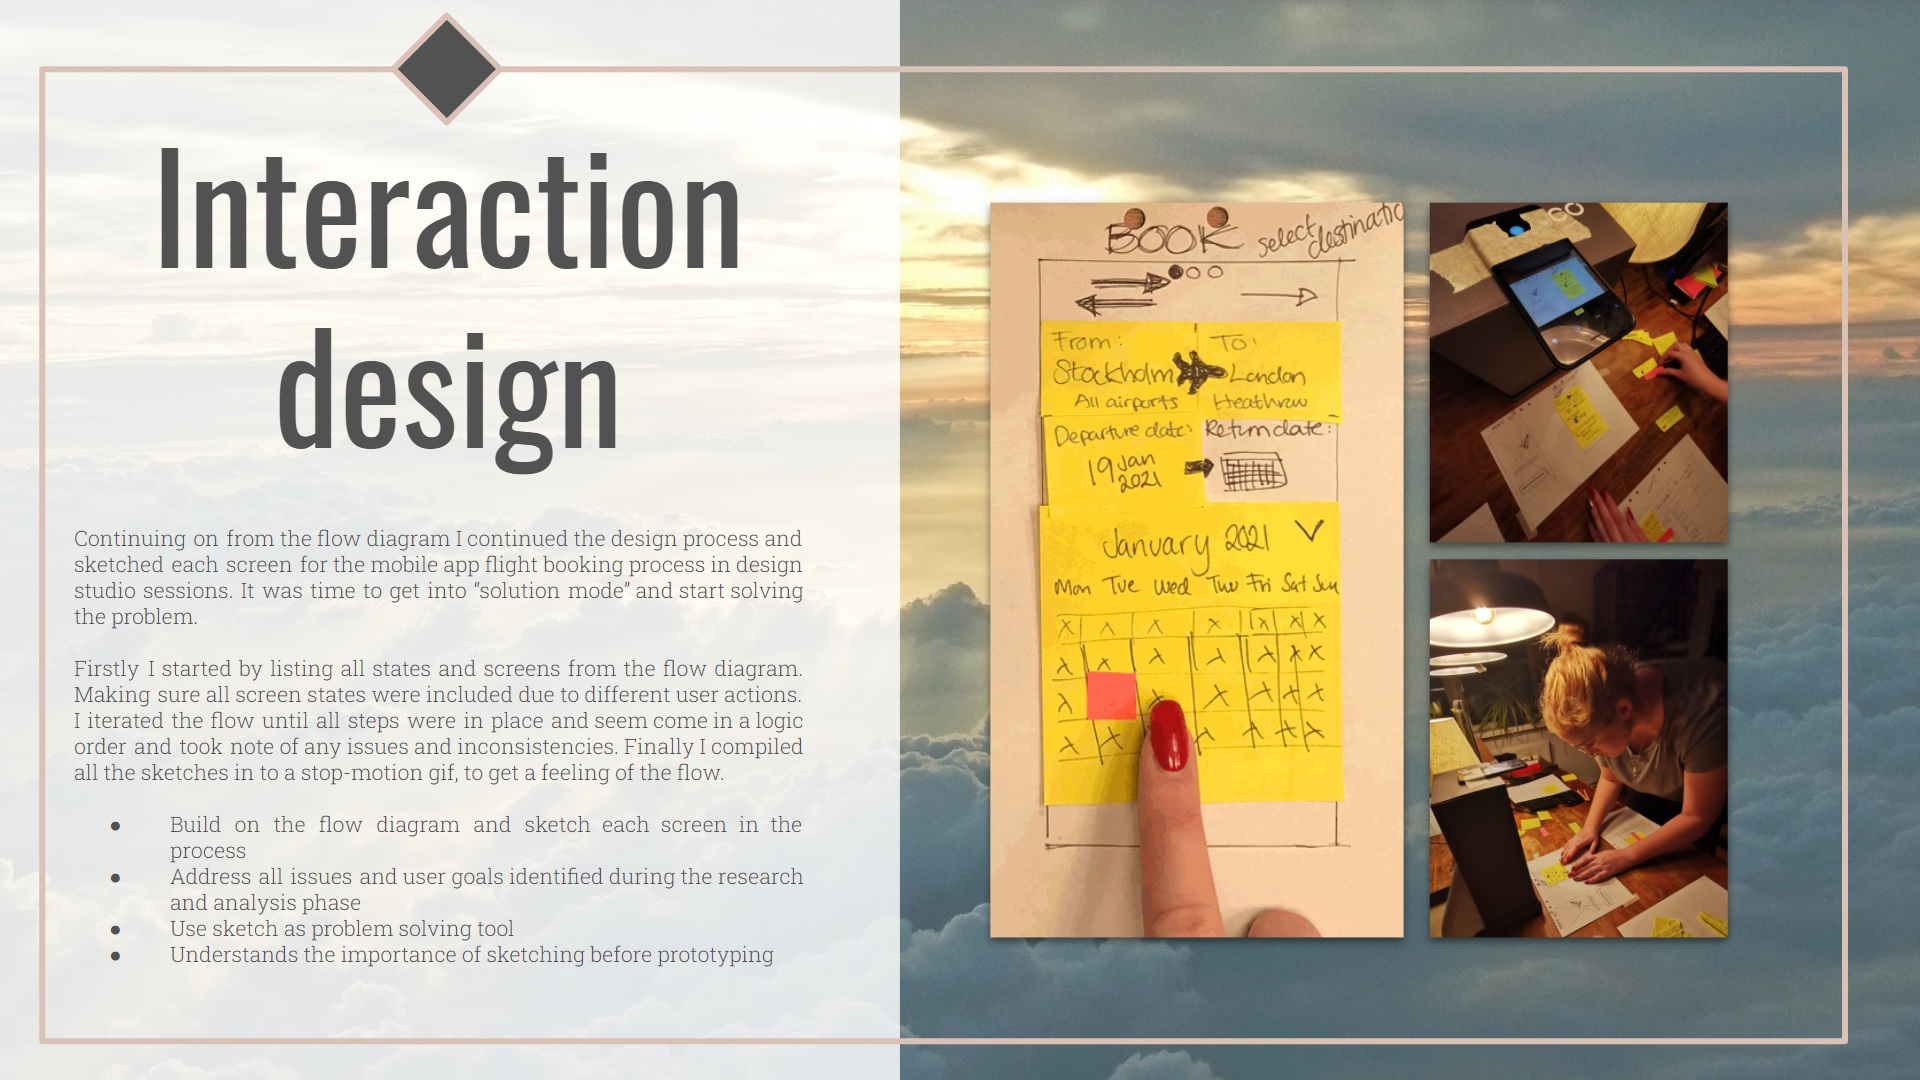 Interaction
design
Continuing on from the flow diagram I continued the design process and
sketched each screen for the mobile app flight booking process in design
studio sessions. It was time to get into “solution mode” and start solving
the problem.
Firstly I started by listing all states and screens from the flow diagram.
Making sure all screen states were included due to different user actions.
I iterated the flow until all steps were in place and seem come in a logic
order and took note of any issues and inconsistencies. Finally I compiled
all the sketches in to a stop-motion gif, to get a feeling of the flow.
● Build on the flow diagram and sketch each screen in the
process
● Address all issues and user goals identified during the research
and analysis phase
● Use sketch as problem solving tool
● Understands the importance of sketching before prototyping
BOOK select destinatio
From: To:
Stockholm London
All airports Heathrow
Departure date: Return date:
19 Jan
2021
January 2021
Mon Tue Wed Thu Fri Sat Sun